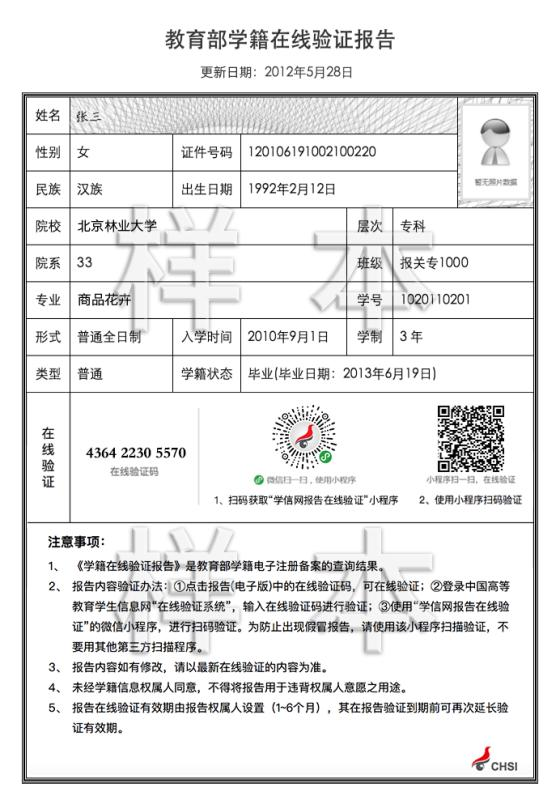 教育部学籍在线验证报告
更新日期：2012年5月28日
姓名 张三
性别 女 证件号码 120106191002100220
暂无照片数据
民族 汉族 出生日期 1992年2月12日
院校 北京林业大学 层次 专科
院系 33 班级 报关专1000
专业 商品花卉 学号 1020110201
形式 普通全日制 入学时间 2010年9月1日 学制 3 年
类型 普通 学籍状态 毕业(毕业日期：2013年6月19日)
样本
在线验证
4364 2230 5570
在线验证码
微信扫一扫，使用小程序
小程序扫一扫，在线验证
1、扫码获取“学信网报告在线验证”小程序
2、使用小程序扫码验证
注意事项：
1、《学籍在线验证报告》是教育部学籍电子注册备案的查询结果。
2、报告内容验证办法：①点击报告(电子版)中的在线验证码，可在线验证；②登录中国高等
教育学生信息网“在线验证系统”，输入在线验证码进行验证；③使用“学信网报告在线验
证”的微信小程序，进行扫码验证。为防止出现假冒报告，请使用该小程序扫描验证，不
要用其他第三方扫描程序。
3、报告内容如有修改，请以最新在线验证的内容为准。
4、未经学籍信息权属人同意，不得将报告用于违背权属人意愿之用途。
5、报告在线验证有效期由报告权属人设置（1~6个月），其在报告验证到期前可再次延长验
证有效期。
样本
CHSI